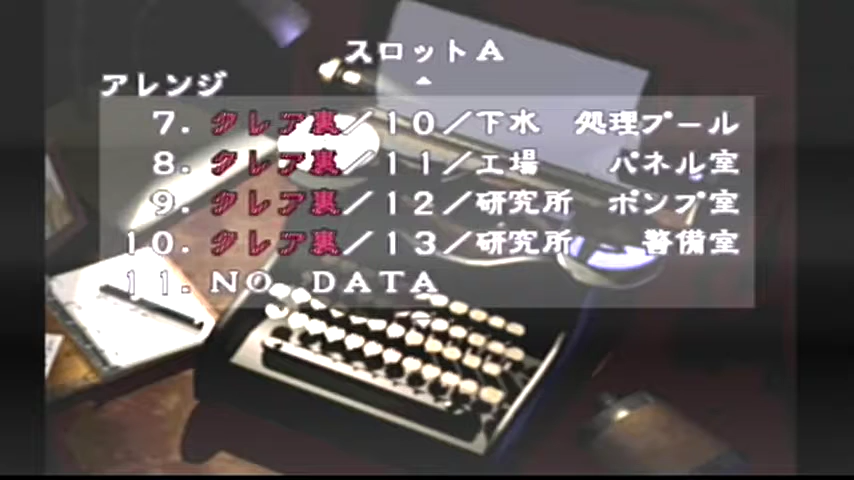 スロットA
アレンジ
7. クレア裏／10／下水 処理プール
8. クレア裏／11／工場 パネル室
9. クレア裏／12／研究所 ポンプ室
10. クレア裏／13／研究所 警備室
11. NO DATA